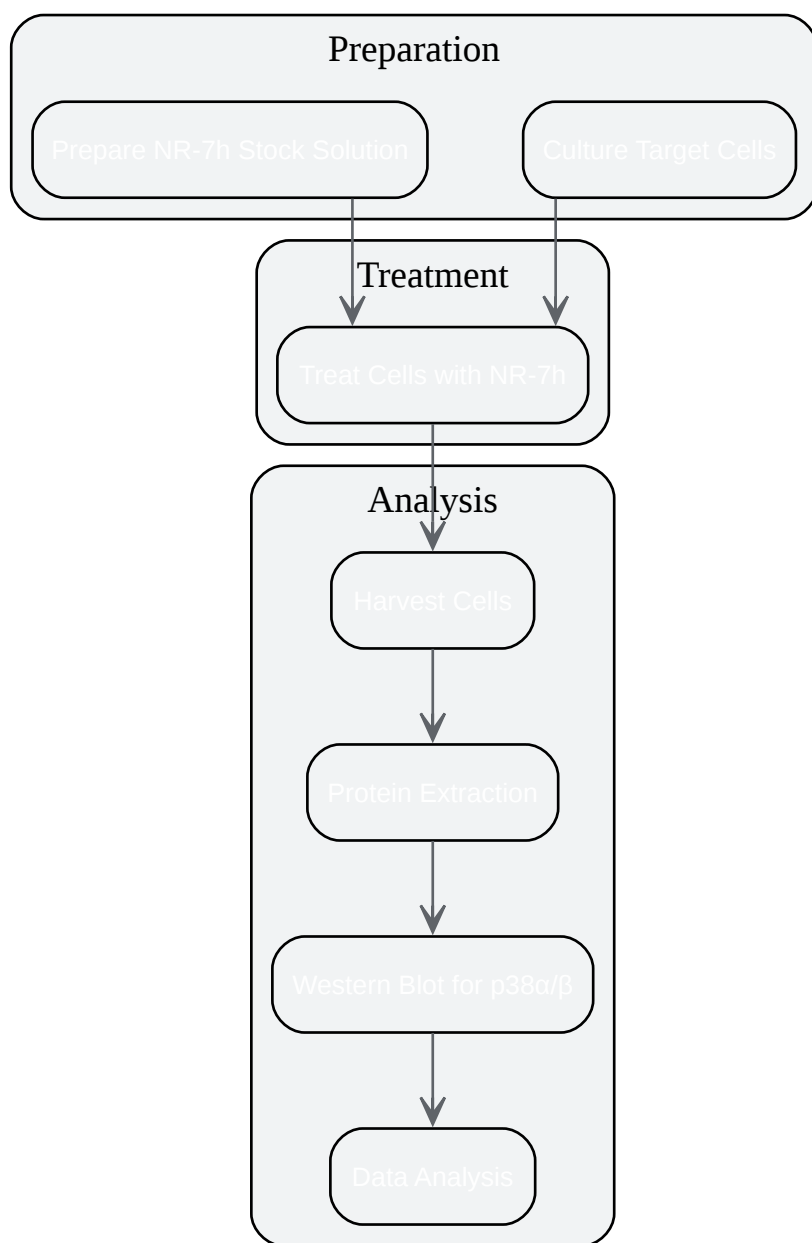 Preparation
Prepare NR-7h Stock Solution
Culture Target Cells
Treatment
Treat Cells with NR-7h
Analysis
Harvest Cells
Protein Extraction
Western Blot for p38α/β
Data Analysis